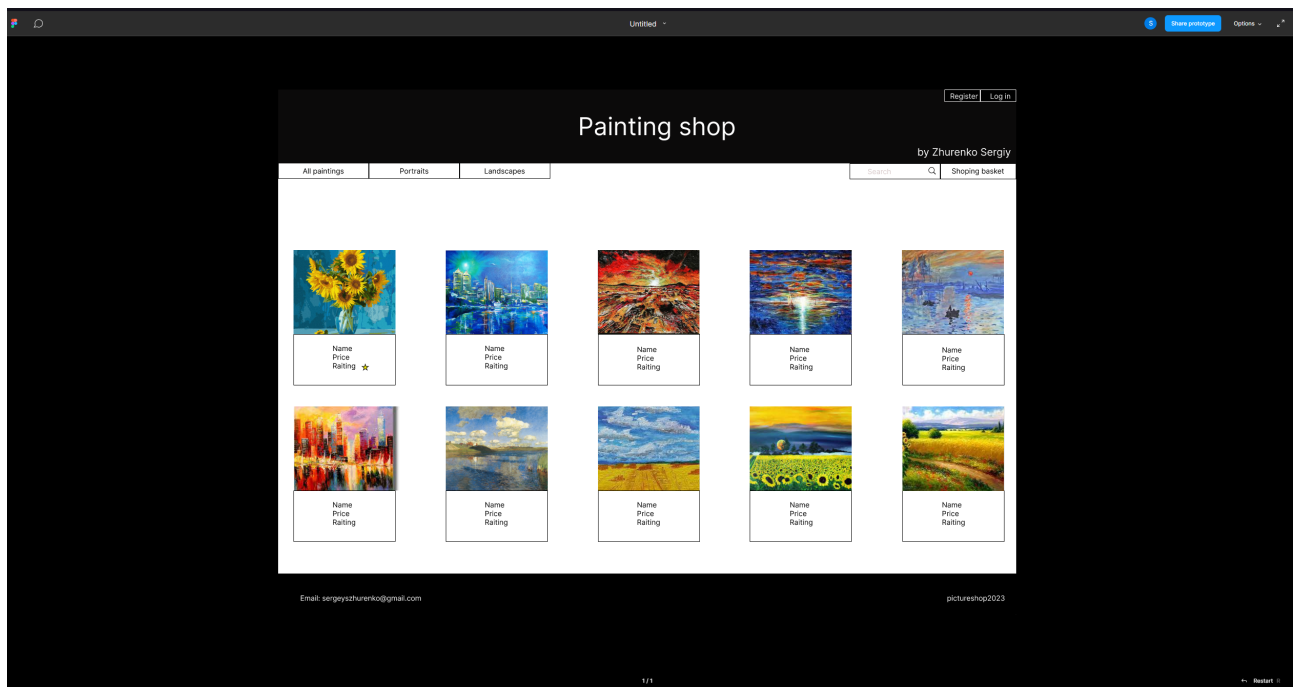 Untitled
S
Share prototype
Options
Register
Log in
Painting shop
by Zhurenko Sergiy
All paintings
Portraits
Landscapes
Search
Shoping basket
Name
Price
Raiting
Name
Price
Raiting
Name
Price
Raiting
Name
Price
Raiting
Name
Price
Raiting
Name
Price
Raiting
Name
Price
Raiting
Name
Price
Raiting
Name
Price
Raiting
Name
Price
Raiting
Email: sergeyszhurenko@gmail.com
pictureshop2023
1 / 1
Restart